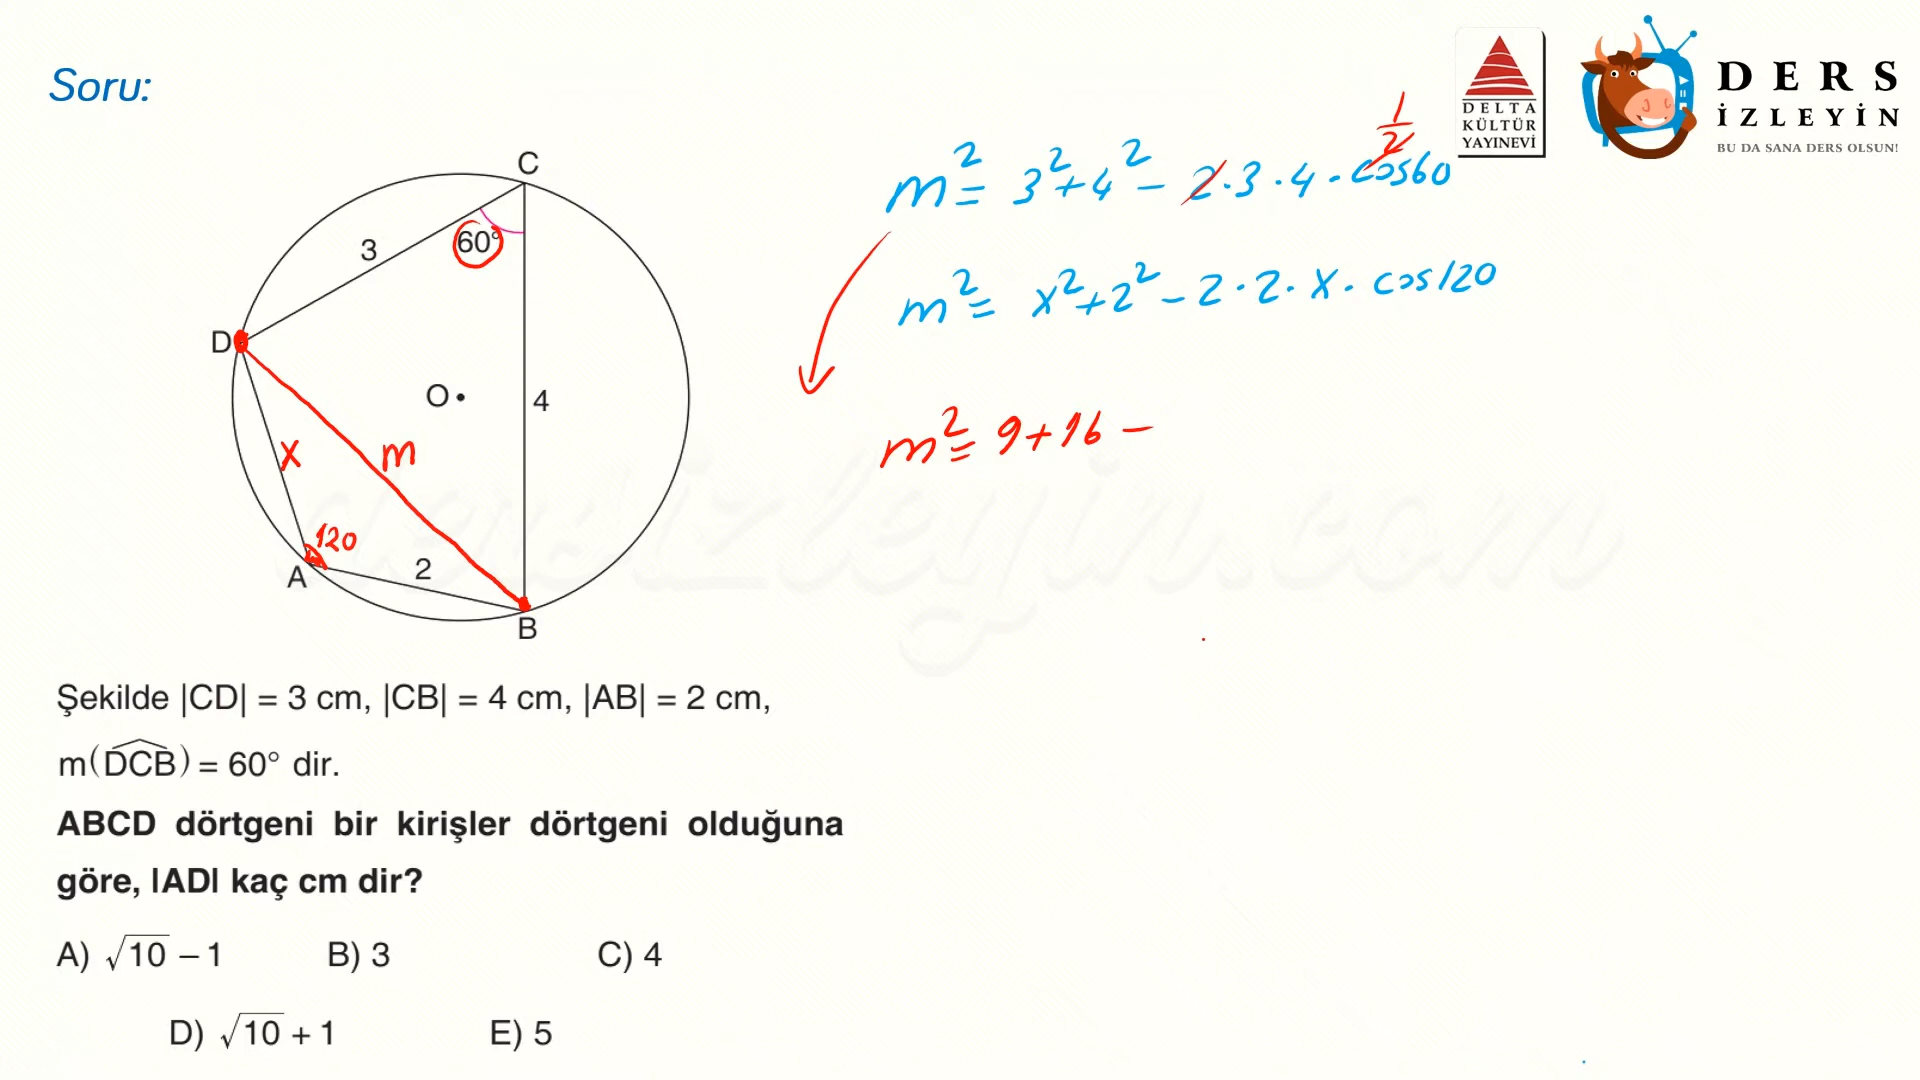 Soru:
DELTA
KÜLTÜR
YAYINEVİ
DERS
İZLEYİN
BU DA SANA DERS OLSUN!
C
3
60°
D
O
4
x
m
120
A
2
B
m² = 3² + 4² - 2 · 3 · 4 · cos60
1/2
m² = x² + 2² - 2 · 2 · x · cos120
m² = 9 + 16 -
dersizleyin.com
Şekilde |CD| = 3 cm, |CB| = 4 cm, |AB| = 2 cm,
m(DCB) = 60° dir.
ABCD dörtgeni bir kirişler dörtgeni olduğuna
göre, |AD| kaç cm dir?
A) √10 – 1 B) 3 C) 4
D) √10 + 1 E) 5